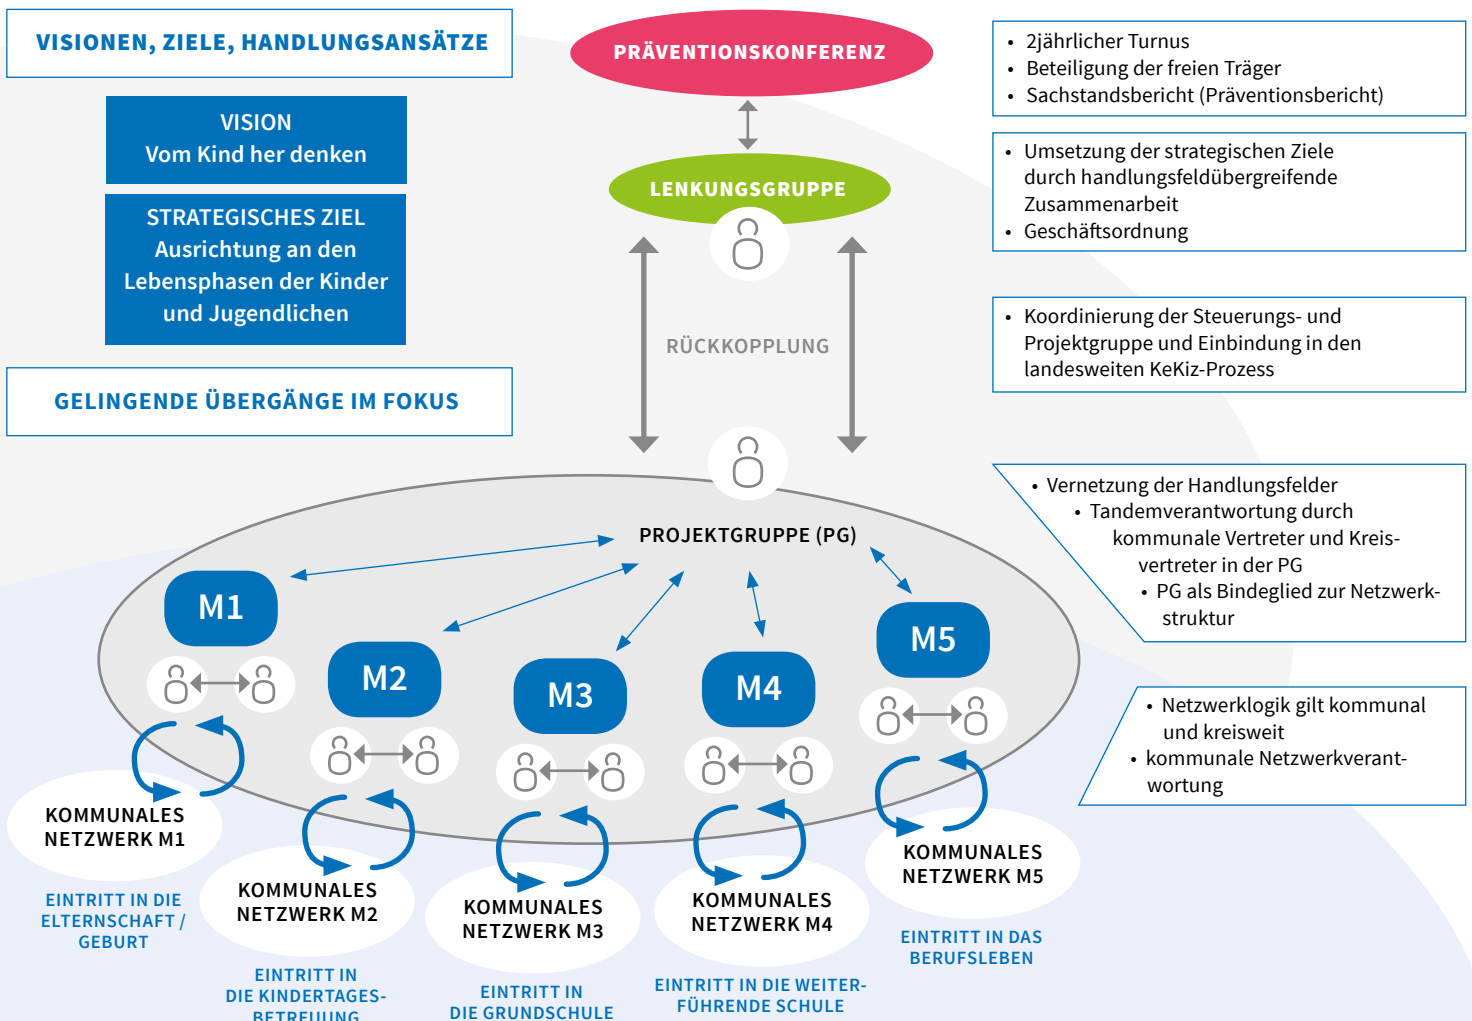 VISIONEN, ZIELE, HANDLUNGSANSÄTZE
VISION
Vom Kind her denken
STRATEGISCHES ZIEL
Ausrichtung an den
Lebensphasen der Kinder
und Jugendlichen
GELINGENDE ÜBERGÄNGE IM FOKUS
PRÄVENTIONSKONFERENZ
LENKUNGSGRUPPE
RÜCKKOPPLUNG
• 2jährlicher Turnus
• Beteiligung der freien Träger
• Sachstandsbericht (Präventionsbericht)
• Umsetzung der strategischen Ziele
durch handlungsfeldübergreifende
Zusammenarbeit
• Geschäftsordnung
• Koordinierung der Steuerungs- und
Projektgruppe und Einbindung in den
landesweiten KeKiz-Prozess
• Vernetzung der Handlungsfelder
• Tandemverantwortung durch
kommunale Vertreter und Kreis-
vertreter in der PG
• PG als Bindeglied zur Netzwerk-
struktur
• Netzwerklogik gilt kommunal
und kreisweit
• kommunale Netzwerkverant-
wortung
PROJEKTGRUPPE (PG)
M1
M2
M3
M4
M5
KOMMUNALES
NETZWERK M1
EINTRITT IN DIE
ELTERNSCHAFT /
GEBURT
KOMMUNALES
NETZWERK M2
EINTRITT IN
DIE KINDERTAGES-
BETREUUNG
KOMMUNALES
NETZWERK M3
EINTRITT IN
DIE GRUNDSCHULE
KOMMUNALES
NETZWERK M4
EINTRITT IN DIE WEITER-
FÜHRENDE SCHULE
KOMMUNALES
NETZWERK M5
EINTRITT IN DAS
BERUFSLEBEN